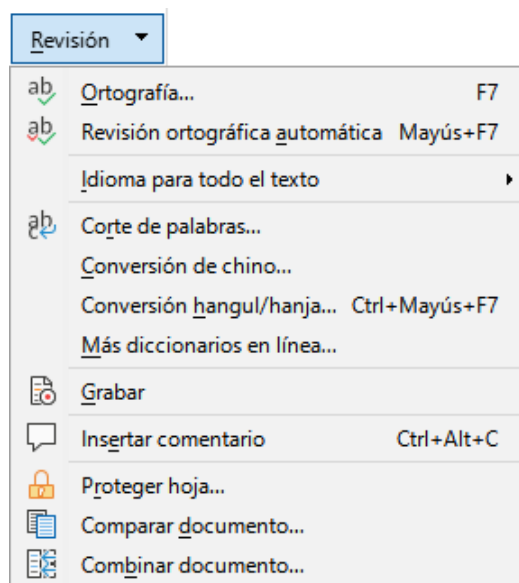 Revisión
Ortografía... F7
Revisión ortográfica automática Mayús+F7
Idioma para todo el texto
Corte de palabras...
Conversión de chino...
Conversión hangul/hanja... Ctrl+Mayús+F7
Más diccionarios en línea...
Grabar
Insertar comentario Ctrl+Alt+C
Proteger hoja...
Comparar documento...
Combinar documento...